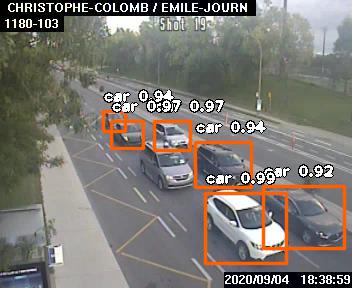 CHRISTOPHE-COLOMB / EMILE-JOURN
1180-103
Shot 19
car 0.94
car 0.97 0.97
car 0.94
car 0.99
car 0.92
2020/09/04 18:38:59